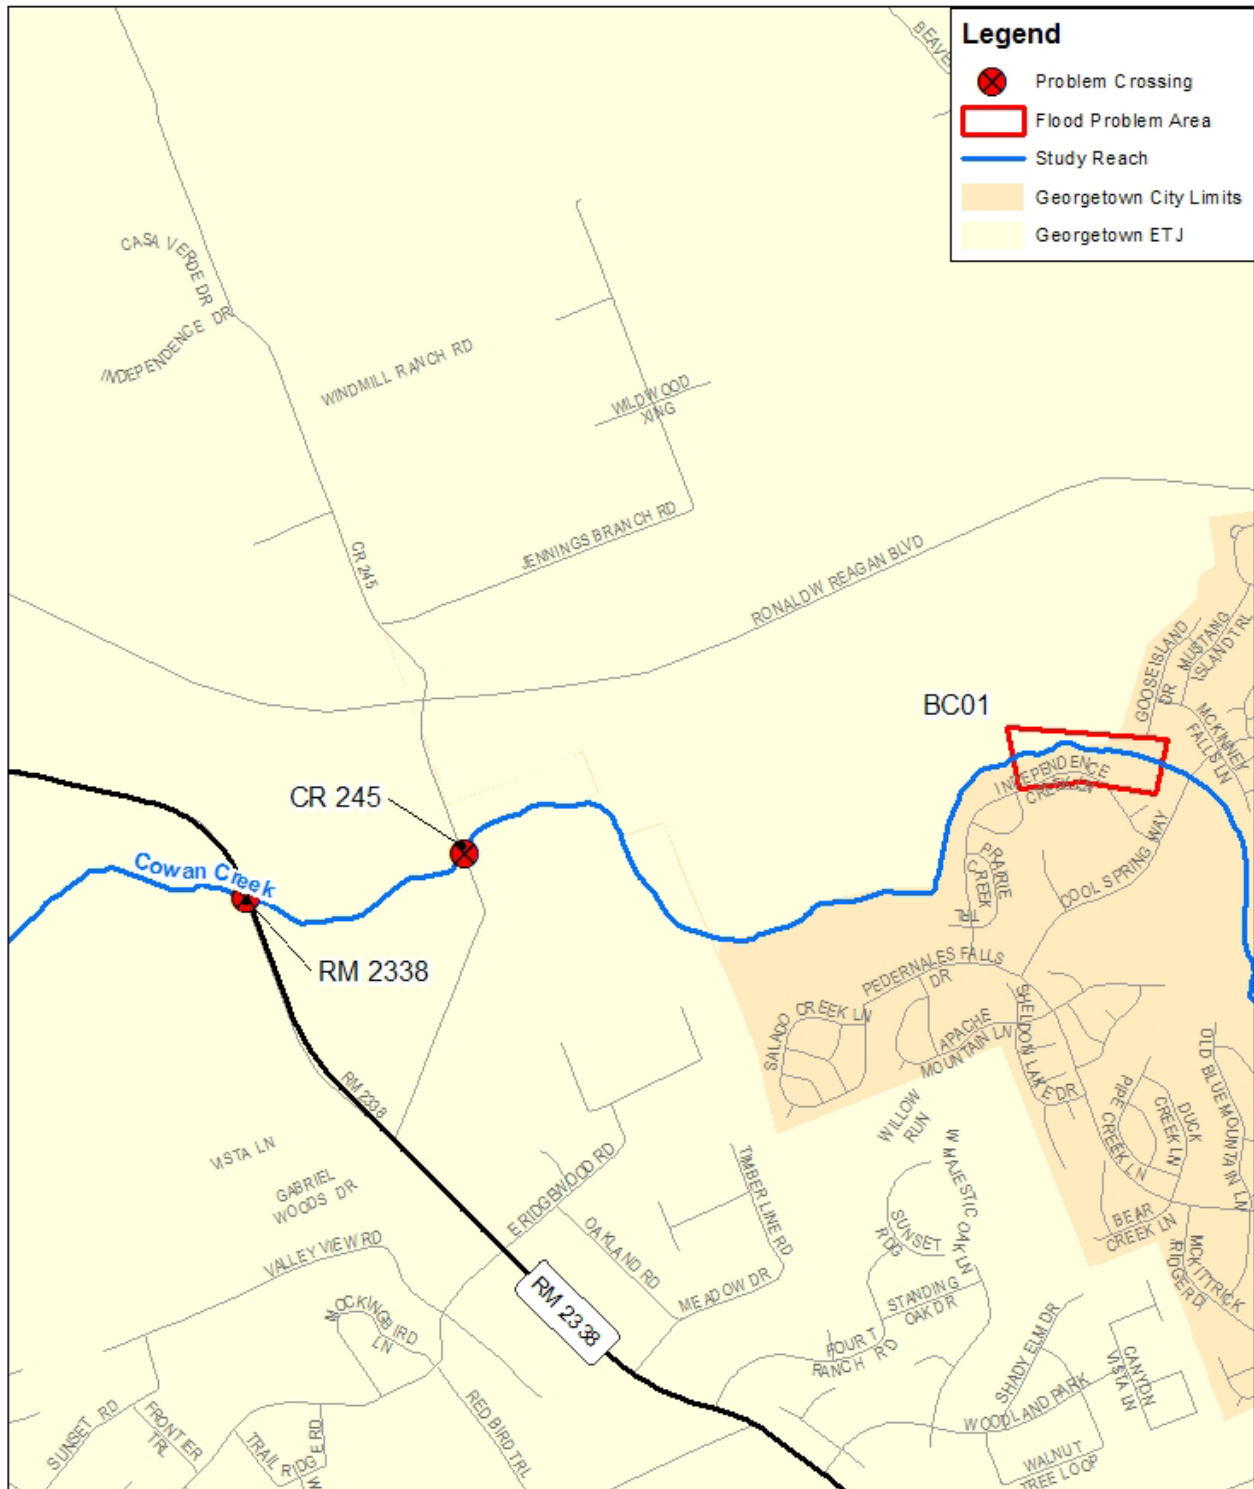 Legend
Problem Crossing
Flood Problem Area
Study Reach
Georgetown City Limits
Georgetown ETJ
CASA VERDE DR
INDEPENDENCE DR
WINDMILL RANCH RD
WILDWOOD
XING
CR 245
JENNINGS BRANCH RD
RONALD W REAGAN BLVD
GOOSE ISLAND
DR
MUSTANG
ISLAND TRL
MCKINNEY
FALLS LN
BC01
INDEPENDENCE
CREEK LN
CR 245
Cowan Creek
RM 2338
PRAIRIE
CREEK
TRL
COOL SPRING WAY
PEDERNALES FALLS
DR
SALADO CREEK LN
APACHE
MOUNTAIN LN
SHELDON LAKE DR
OLD BLUE MOUNTAIN LN
PIPE
CREEK LN
DUCK
CREEK LN
WILLOW
RUN
RM 2338
VISTA LN
GABRIEL
WOODS DR
VALLEY VIEW RD
E RIDGEWOOD RD
OAKLAND RD
TIMBERLINE RD
MEADOW DR
W MAJESTIC OAK LN
SUNSET
RDG
STANDING
OAK DR
BEAR
CREEK LN
MCKITTRICK
RIDGE RD
RM 2338
MOCKINGBIRD
LN
FOUR T
RANCH RD
SHADY ELM DR
CANYON
VISTA LN
WOODLAND PARK
WALNUT
TREE LOOP
SUNSET RD
FRONTIER
TRL
TRAIL RIDGE RD
W
RED BIRD TRL